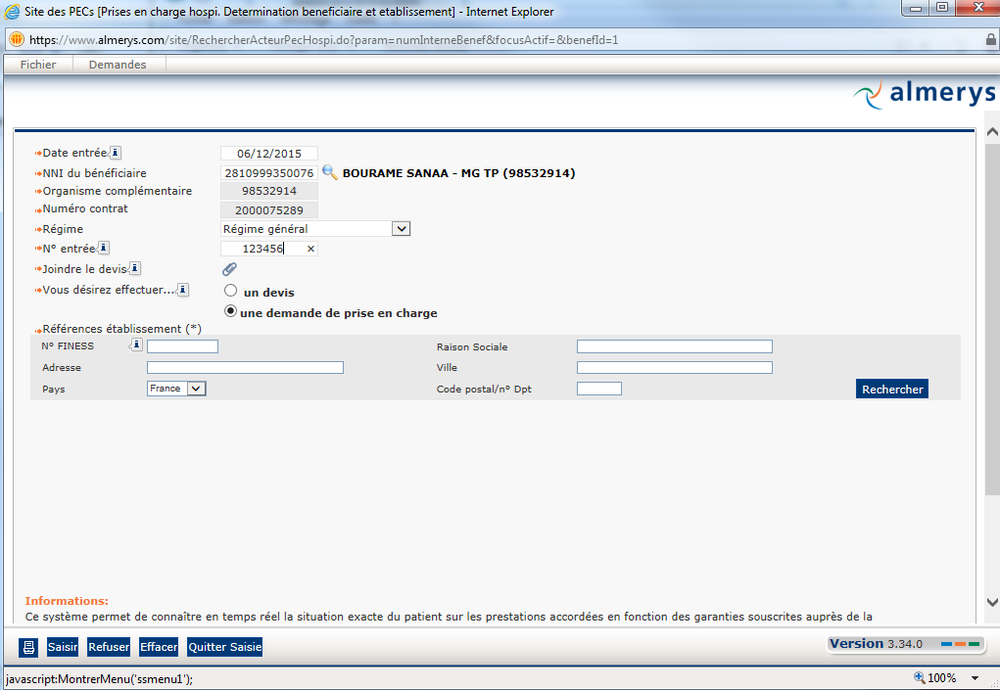 Site des PECs [Prises en charge hospi. Determination beneficiaire et etablissement] - Internet Explorer
https://www.almerys.com/site/RechercherActeurPecHospi.do?param=numInterneBenef&focusActif=&benefId=1
Fichier Demandes
almerys
Date entrée 06/12/2015
NNI du bénéficiaire 2810999350076 BOURAME SANAA - MG TP (98532914)
Organisme complémentaire 98532914
Numéro contrat 2000075289
Régime Régime général
N° entrée 123456
Joindre le devis
Vous désirez effectuer...
un devis
une demande de prise en charge
Références établissement (*)
N° FINESS Raison Sociale
Adresse Ville
Pays France Code postal/n° Dpt Rechercher
Informations:
Ce système permet de connaître en temps réel la situation exacte du patient sur les prestations accordées en fonction des garanties souscrites auprès de la
Saisir Refuser Effacer Quitter Saisie Version 3.34.0
javascript:MontrerMenu('ssmenu1'); 100%